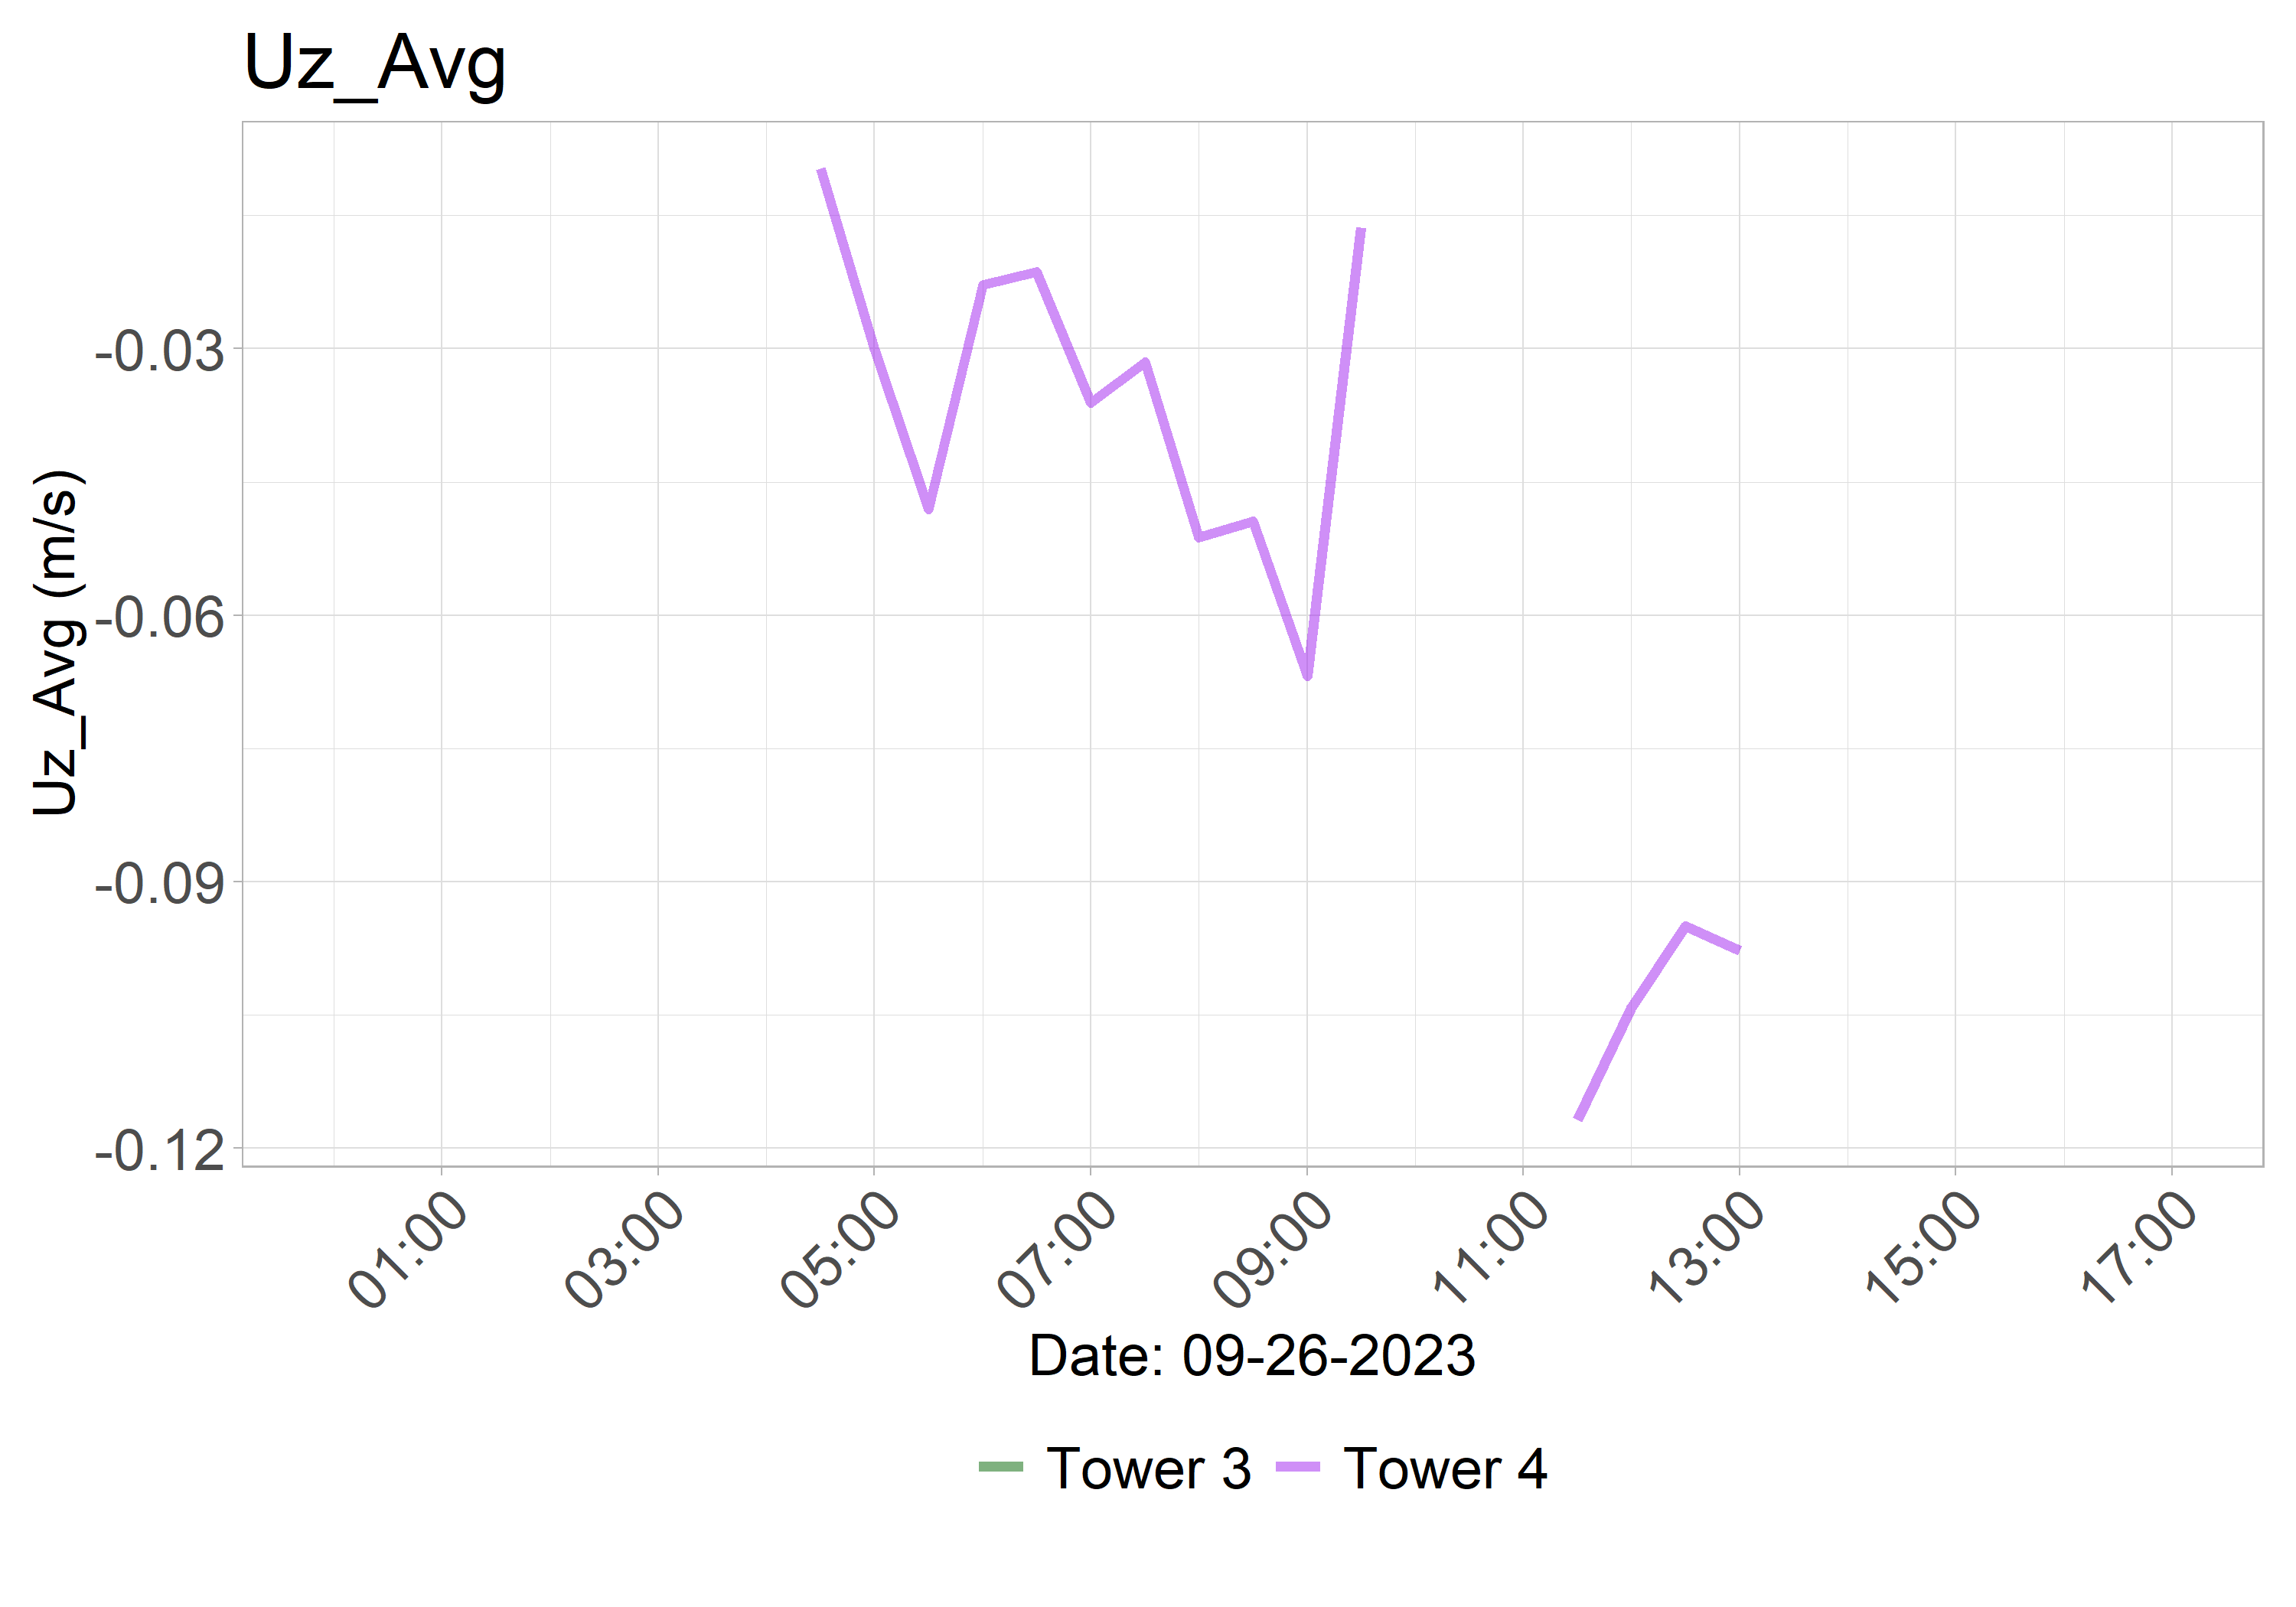 Uz_Avg
Uz_Avg (m/s)
-0.03
-0.06
-0.09
-0.12
01:00 03:00 05:00 07:00 09:00 11:00 13:00 15:00 17:00
Date: 09-26-2023
Tower 3 Tower 4